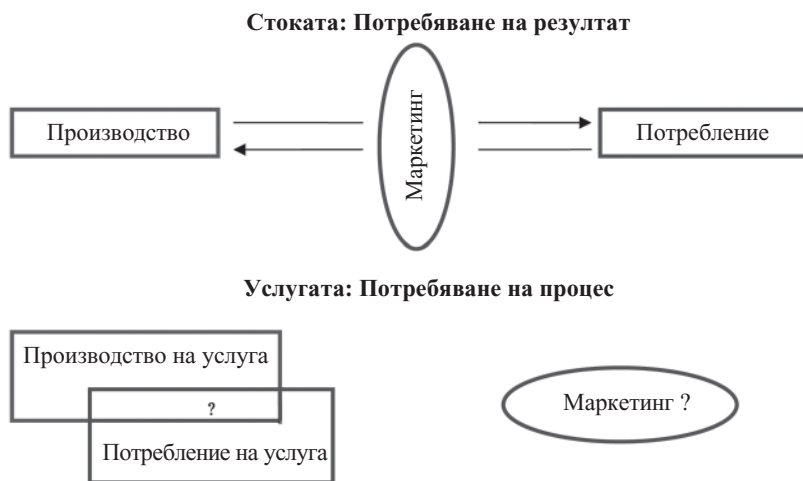 Стоката: Потребяване на резултат
Производство
Маркетинг
Потребление
Услугата: Потребяване на процес
Производство на услуга
?
Потребление на услуга
Маркетинг ?